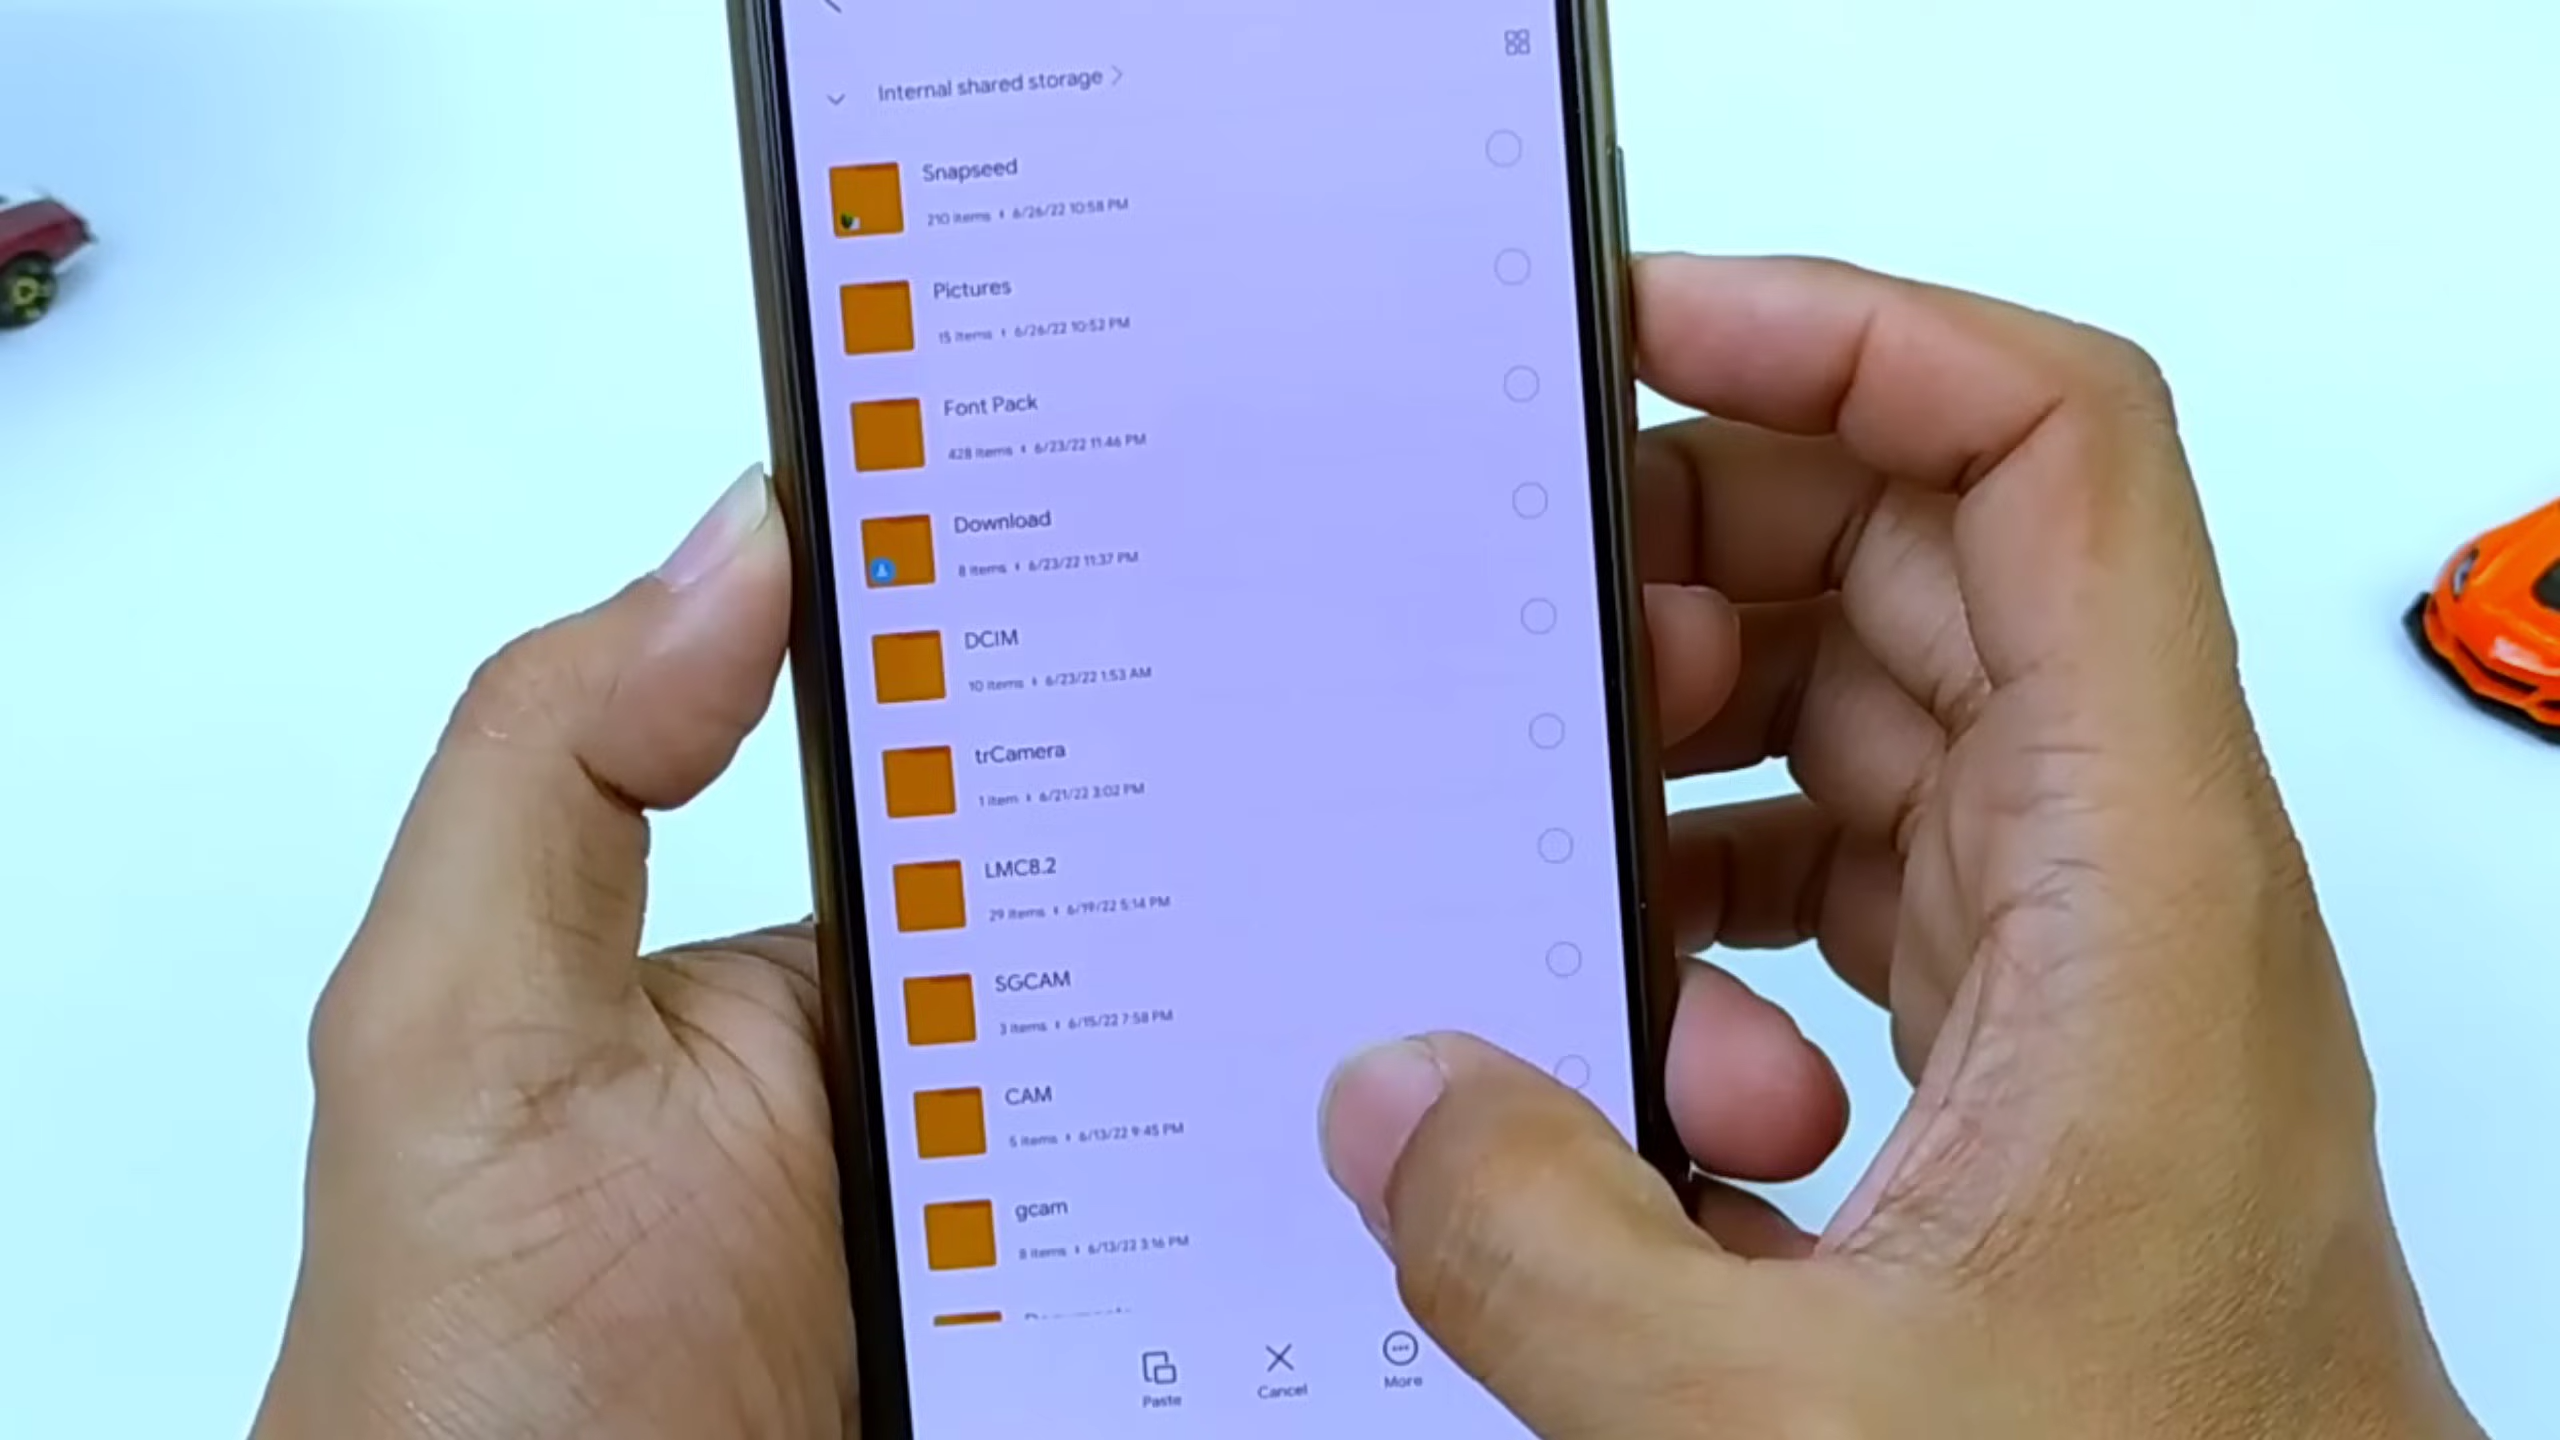 Internal shared storage >
Snapseed
210 items 6/26/22 10:58 PM
Pictures
15 items 6/26/22 10:52 PM
Font Pack
428 items 6/23/22 11:46 PM
Download
8 items 6/23/22 11:37 PM
DCIM
10 items 6/23/22 1:53 AM
trCamera
1 item 6/21/22 3:02 PM
LMC8.2
29 items 6/19/22 5:14 PM
SGCAM
3 items 6/15/22 7:58 PM
CAM
5 items 6/13/22 9:45 PM
gcam
8 items 6/13/22 3:16 PM
Paste Cancel More